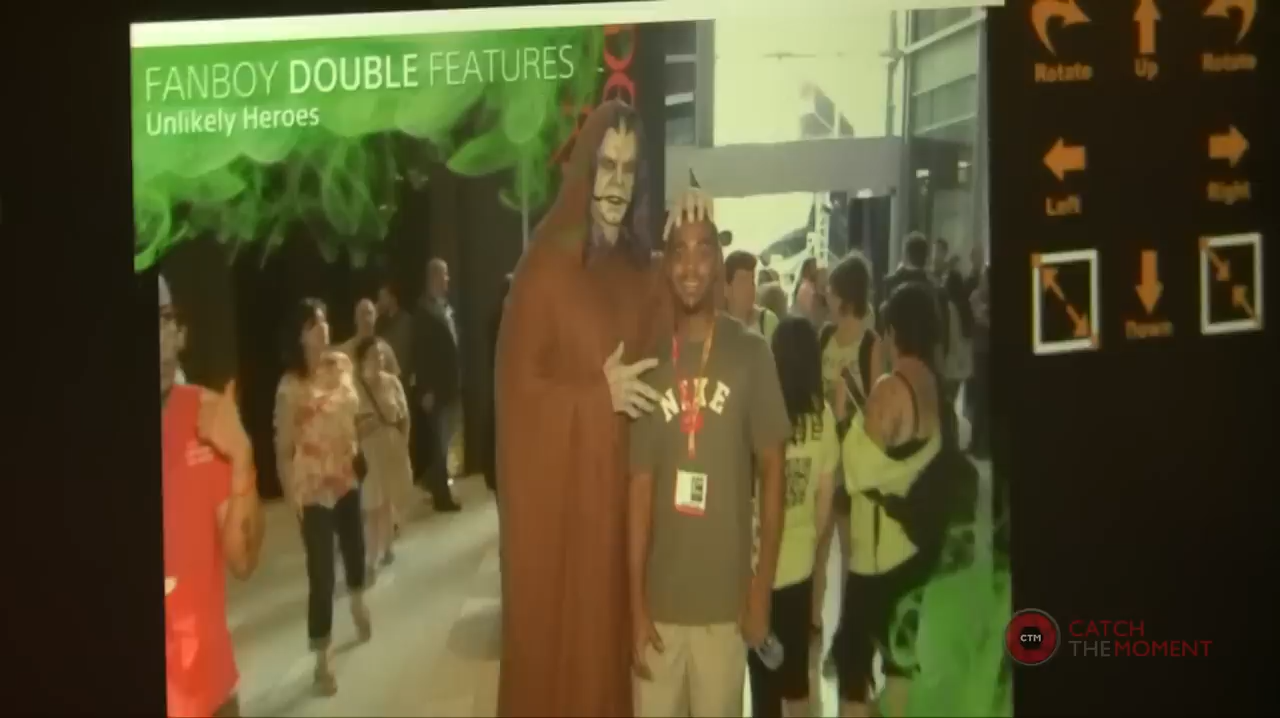 FANBOY DOUBLE FEATURES
Unlikely Heroes
Rotate
Up
Rotate
Left
Right
Down
NIKE
CTM
CATCH
THE MOMENT